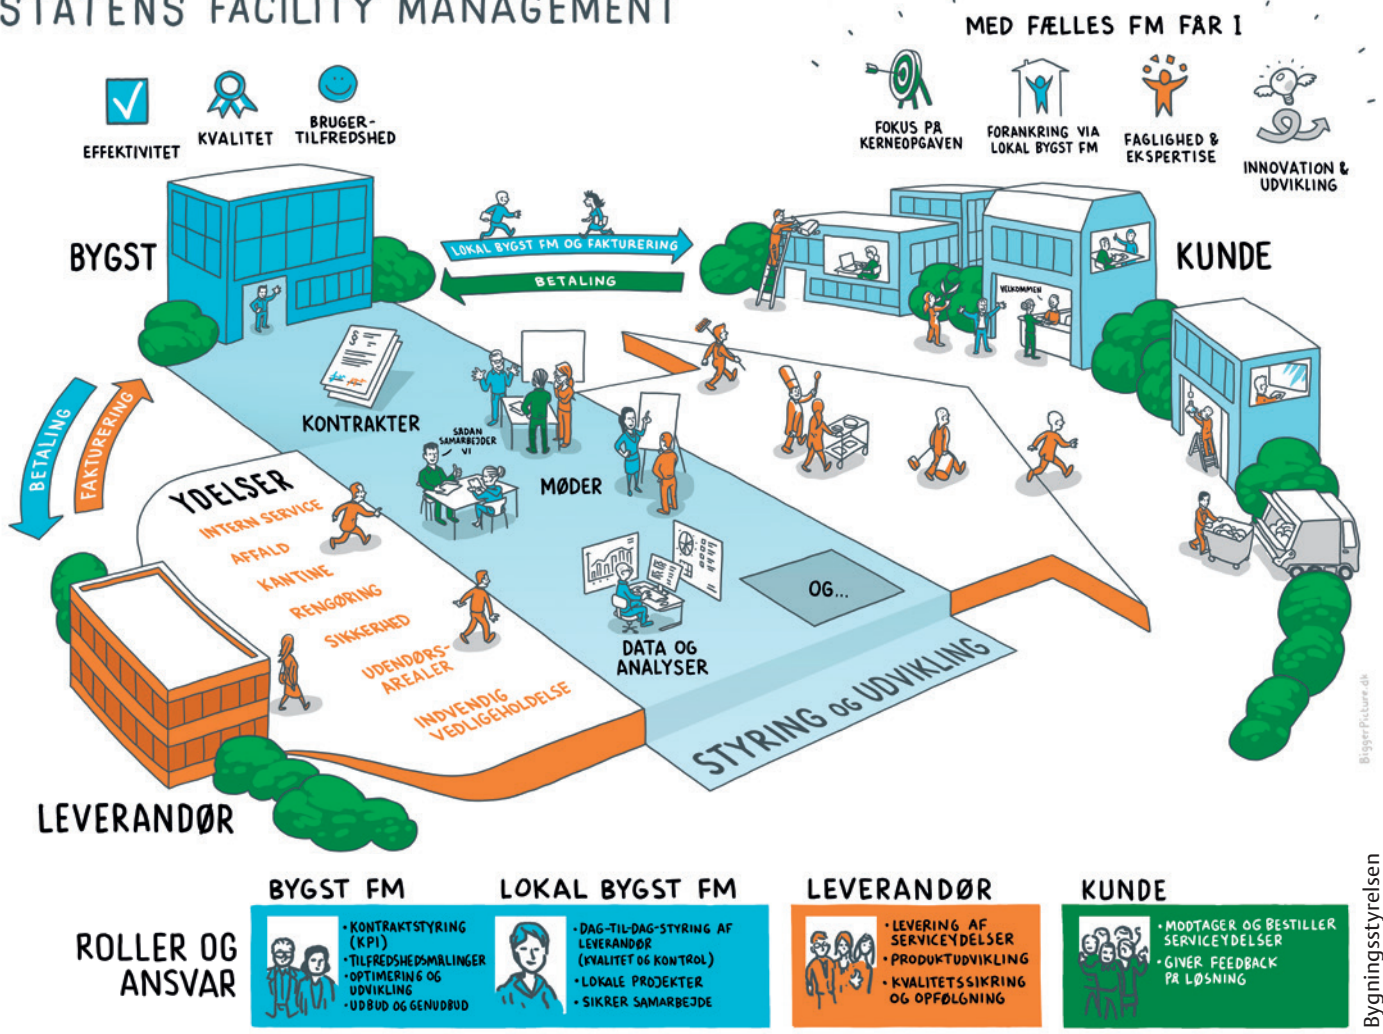 STATENS FACILITY MANAGEMENT
MED FÆLLES FM FÅR I
EFFEKTIVITET
KVALITET
BRUGER-
TILFREDSHED
FOKUS PÅ
KERNEOPGAVEN
FORANKRING VIA
LOKAL BYGST FM
FAGLIGHED &
EKSPERTISE
INNOVATION &
UDVIKLING
BYGST
LOKAL BYGST FM OG FAKTURERING
BETALING
KUNDE
VELKOMMEN
KONTRAKTER
SÅDAN
SAMARBEJDER
VI
MØDER
BETALING
FAKTURERING
YDELSER
INTERN SERVICE
AFFALD
KANTINE
RENGØRING
SIKKERHED
UDENDØRS-
AREALER
INDVENDIG
VEDLIGEHOLDELSE
DATA OG
ANALYSER
OG...
STYRING OG UDVIKLING
LEVERANDØR
BiggerPicture.dk
Bygningsstyrelsen
ROLLER OG
ANSVAR
BYGST FM
• KONTRAKTSTYRING
(KPI)
• TILFREDSHEDSMÅLINGER
• OPTIMERING OG
UDVIKLING
• UDBUD OG GENUDBUD
LOKAL BYGST FM
• DAG-TIL-DAG-STYRING AF
LEVERANDØR
(KVALITET OG KONTROL)
• LOKALE PROJEKTER
• SIKRER SAMARBEJDE
LEVERANDØR
• LEVERING AF
SERVICEYDELSER
• PRODUKTUDVIKLING
• KVALITETSSIKRING
OG OPFØLGNING
KUNDE
• MODTAGER OG BESTILLER
SERVICEYDELSER
• GIVER FEEDBACK
PÅ LØSNING